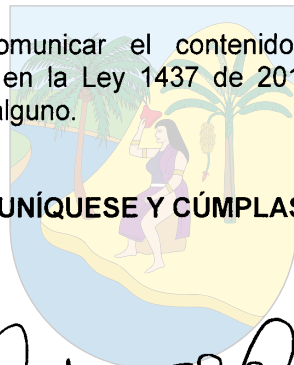 omunicar el contenido
en la Ley 1437 de 201
alguno.
UNÍQUESE Y CÚMPLAS